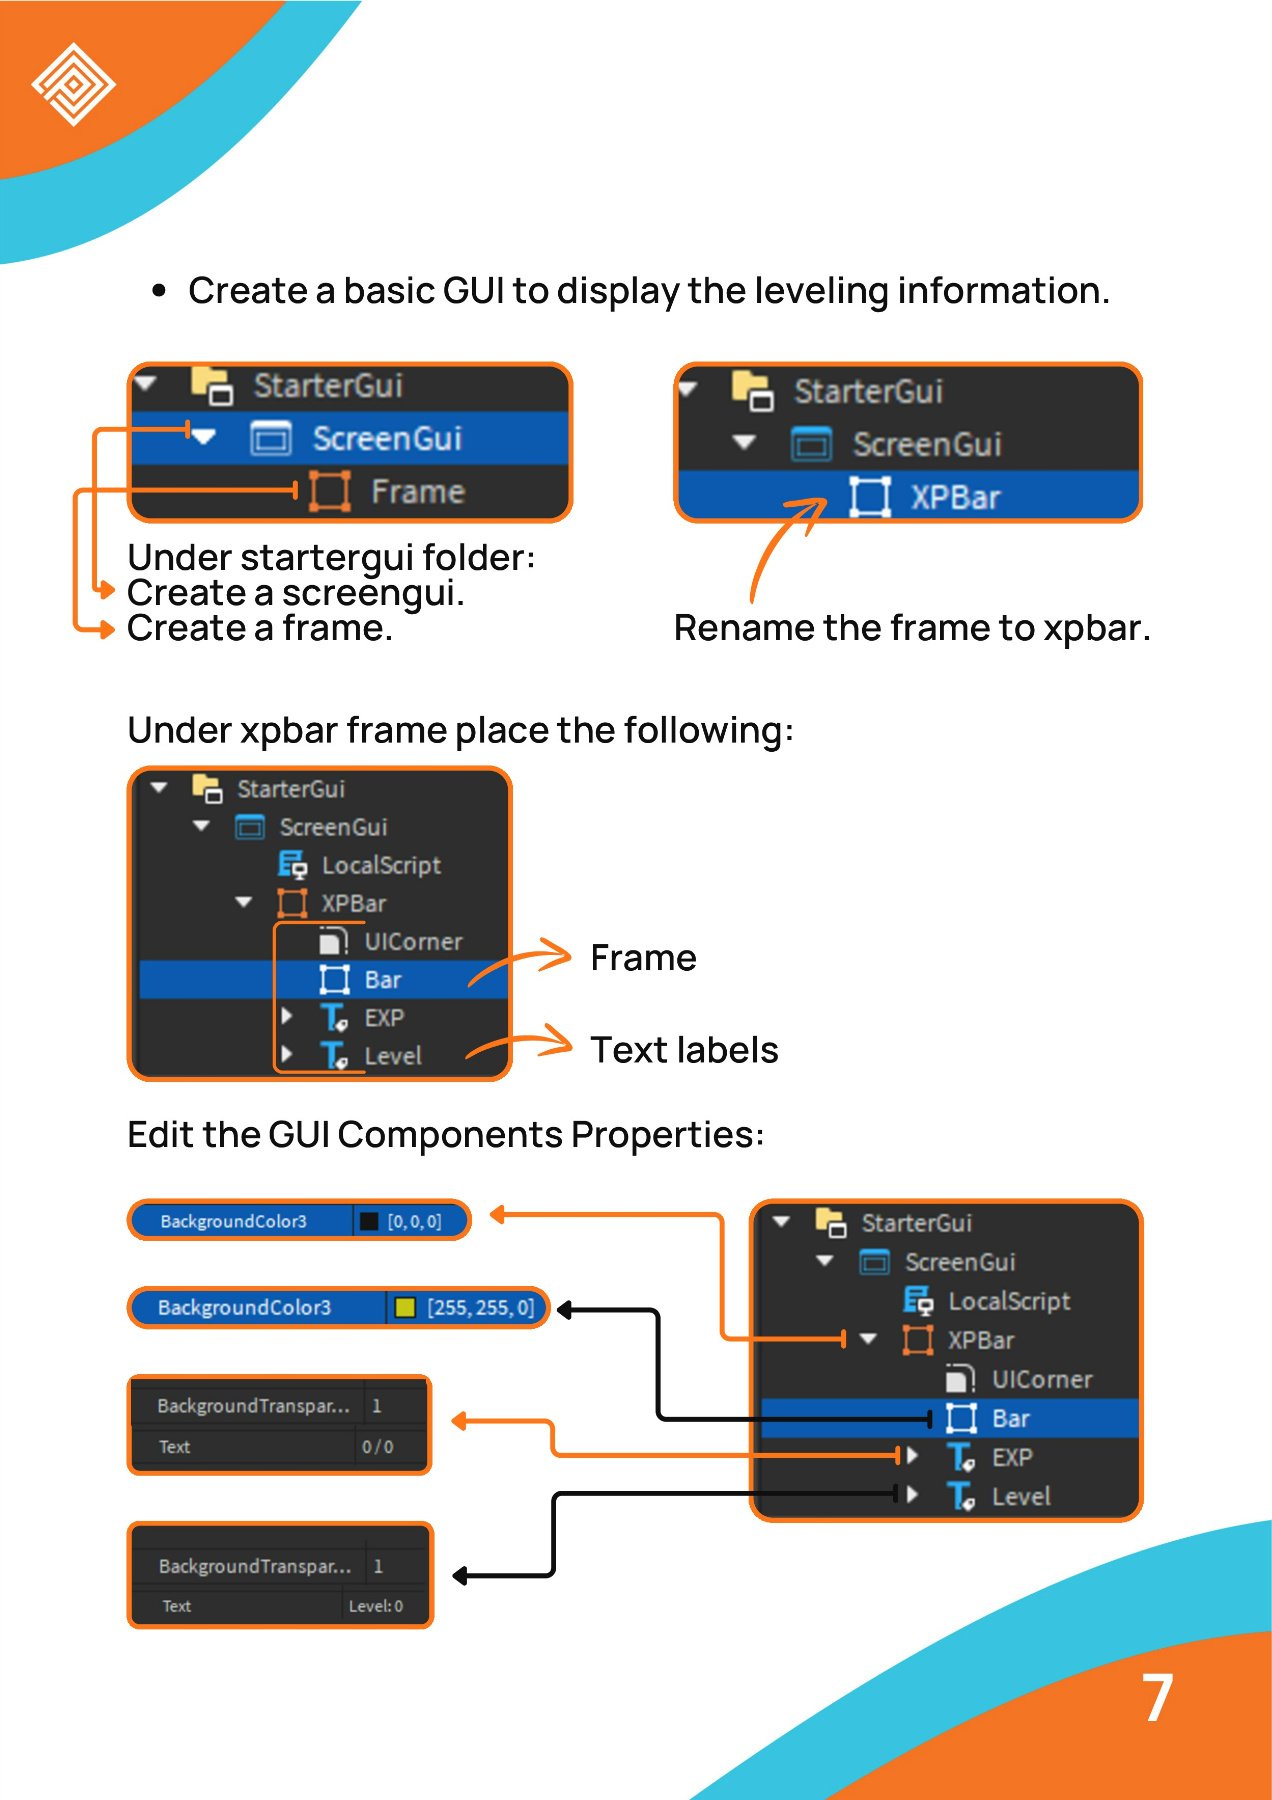 • Create a basic GUI to display the leveling information.
StarterGui
ScreenGui
Frame
StarterGui
ScreenGui
XPBar
Under startergui folder:
Create a screengui.
Create a frame.
Rename the frame to xpbar.
Under xpbar frame place the following:
StarterGui
ScreenGui
LocalScript
XPBar
UICorner
Bar
EXP
Level
Frame
Text labels
Edit the GUI Components Properties:
BackgroundColor3 [0, 0, 0]
BackgroundColor3 [255, 255, 0]
BackgroundTranspar... 1
Text 0 / 0
BackgroundTranspar... 1
Text Level: 0
StarterGui
ScreenGui
LocalScript
XPBar
UICorner
Bar
EXP
Level
7